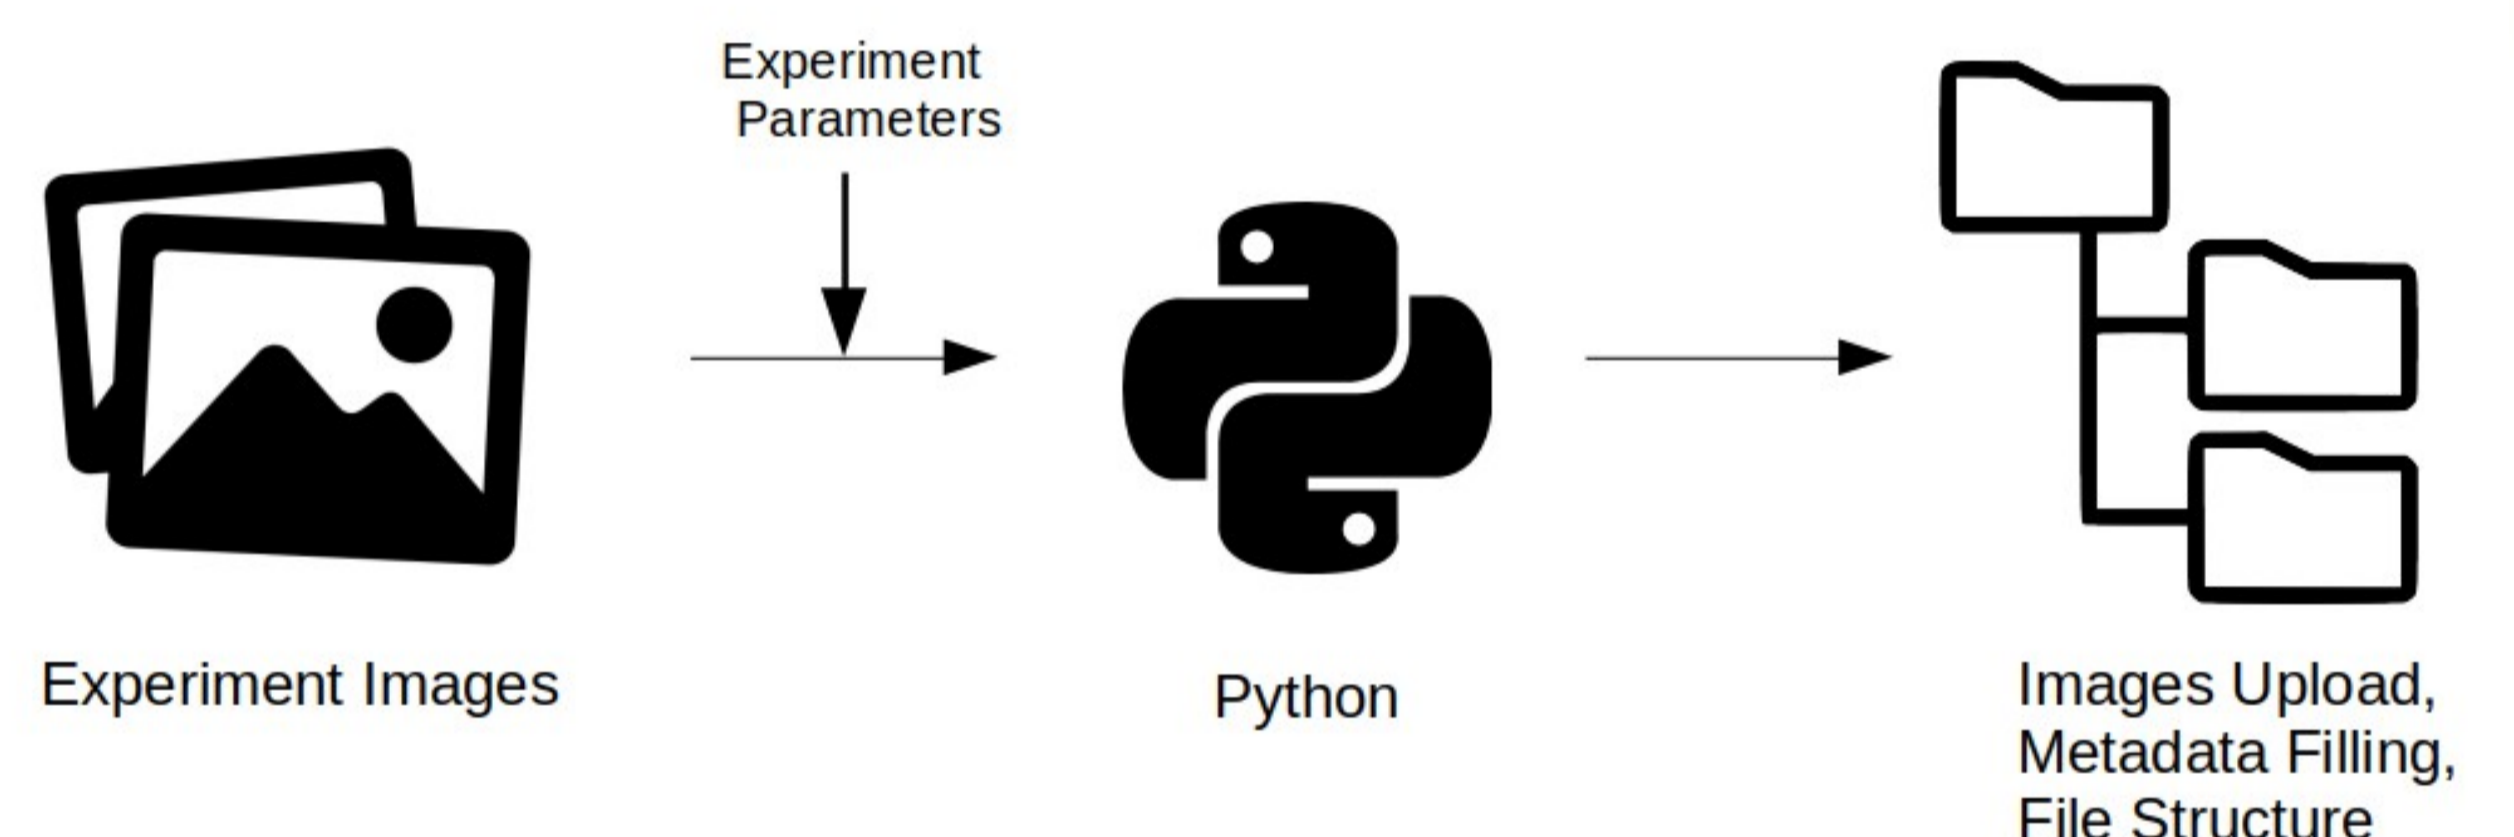 Experiment
Parameters
Experiment Images
Python
Images Upload,
Metadata Filling,
File Structure